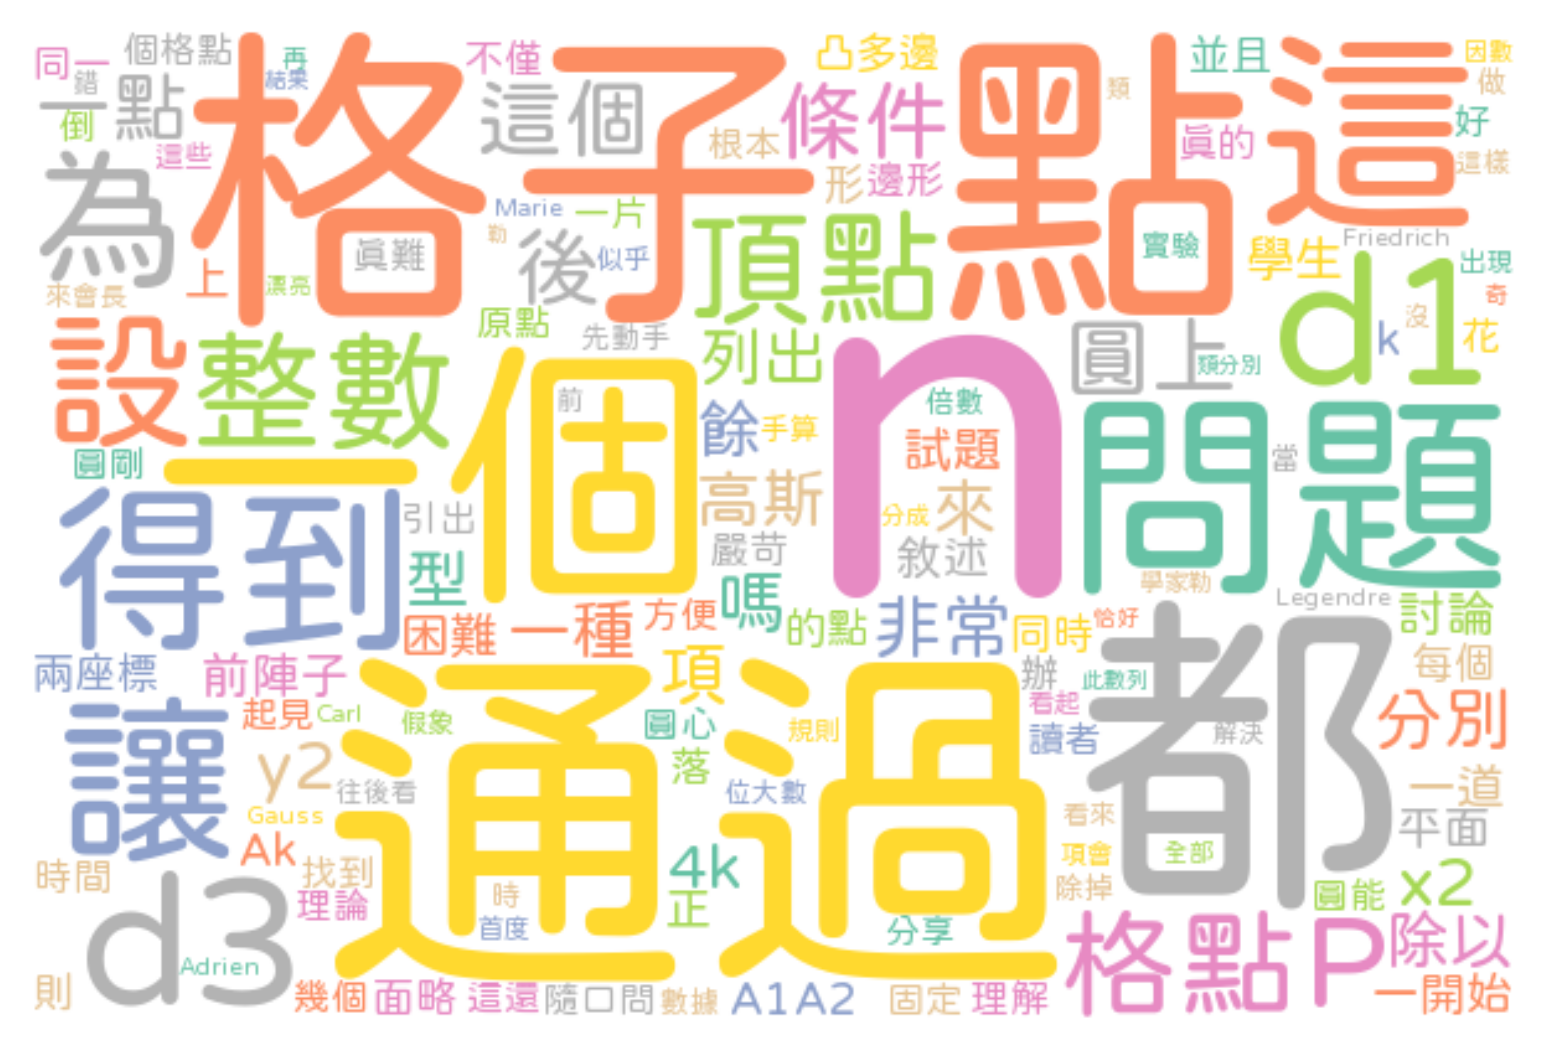 同一
個格點
再
結果
不僅
凸多邊
並且
因數
錯
一點
倒
這些
格子點
這個
根本
條件
類
真的
這
做
好
這樣
為
上
漂亮
來會長
眞難
Marie
勒
一片
後
似乎
形
邊形
頂點
實驗
學生
Friedrich
出現
奇
設
整數
原點
先動手
列出
圓上
類分別
d1
k
沒
花
圓剛
一個
前
餘
手算
倍數
試題
n
問題
當
得到
引出
型
高斯
分成
來
嚴苛
敘述
學家勒
Legendre
困難
一種
方便
嗎
的點
非常
同時
恰好
討論
兩座標
前陣子
項
辦
此數列
每個
讓
起見
Carl
假象
圓心
規則
看起
讀者
都
解決
分別
y2
往後看
通過
落
位大數
一道
Gauss
Ak
找到
看來
平面
時間
理論
4k
項會
全部
d3
時
首度
正
除掉
圓能
x2
Adrien
分享
格點
P
除以
則
幾個
面略
這還
隨口問
數據
A1A2
固定
理解
一開始